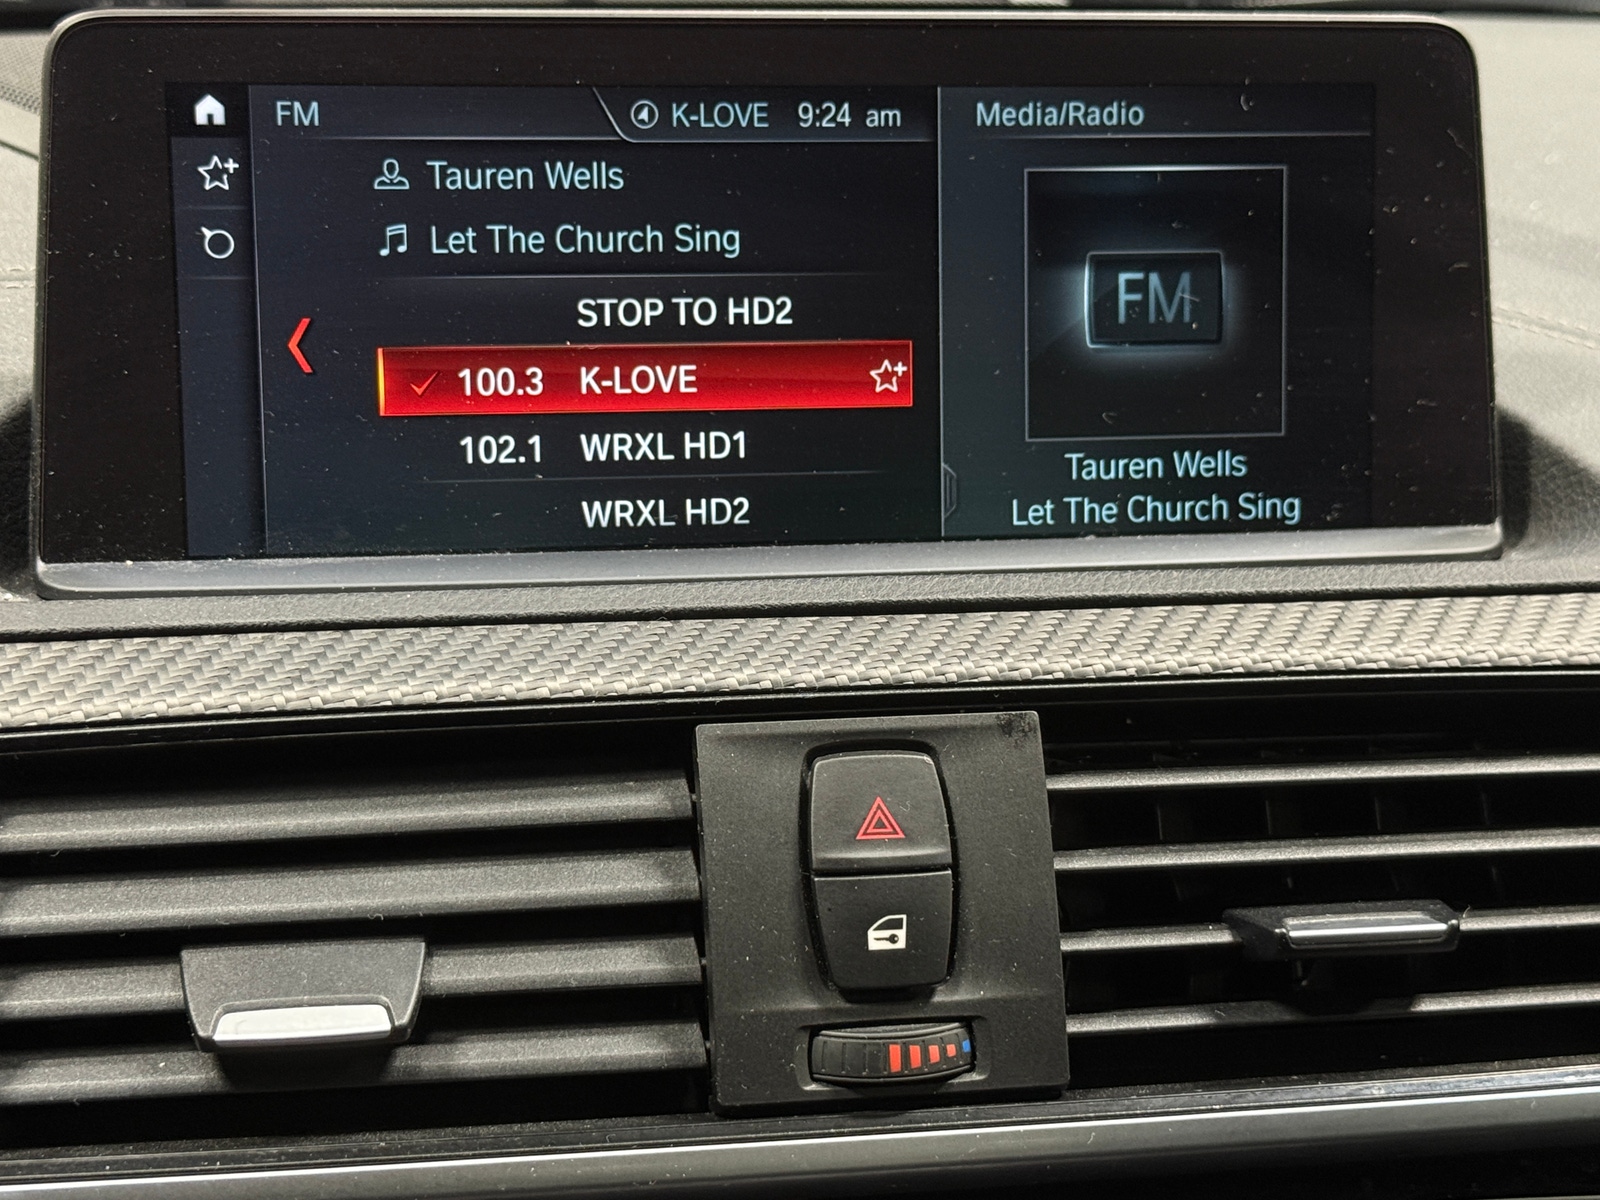 FM
K-LOVE 9:24 am
Media/Radio
Tauren Wells
Let The Church Sing
STOP TO HD2
100.3 K-LOVE
102.1 WRXL HD1
WRXL HD2
FM
Tauren Wells
Let The Church Sing